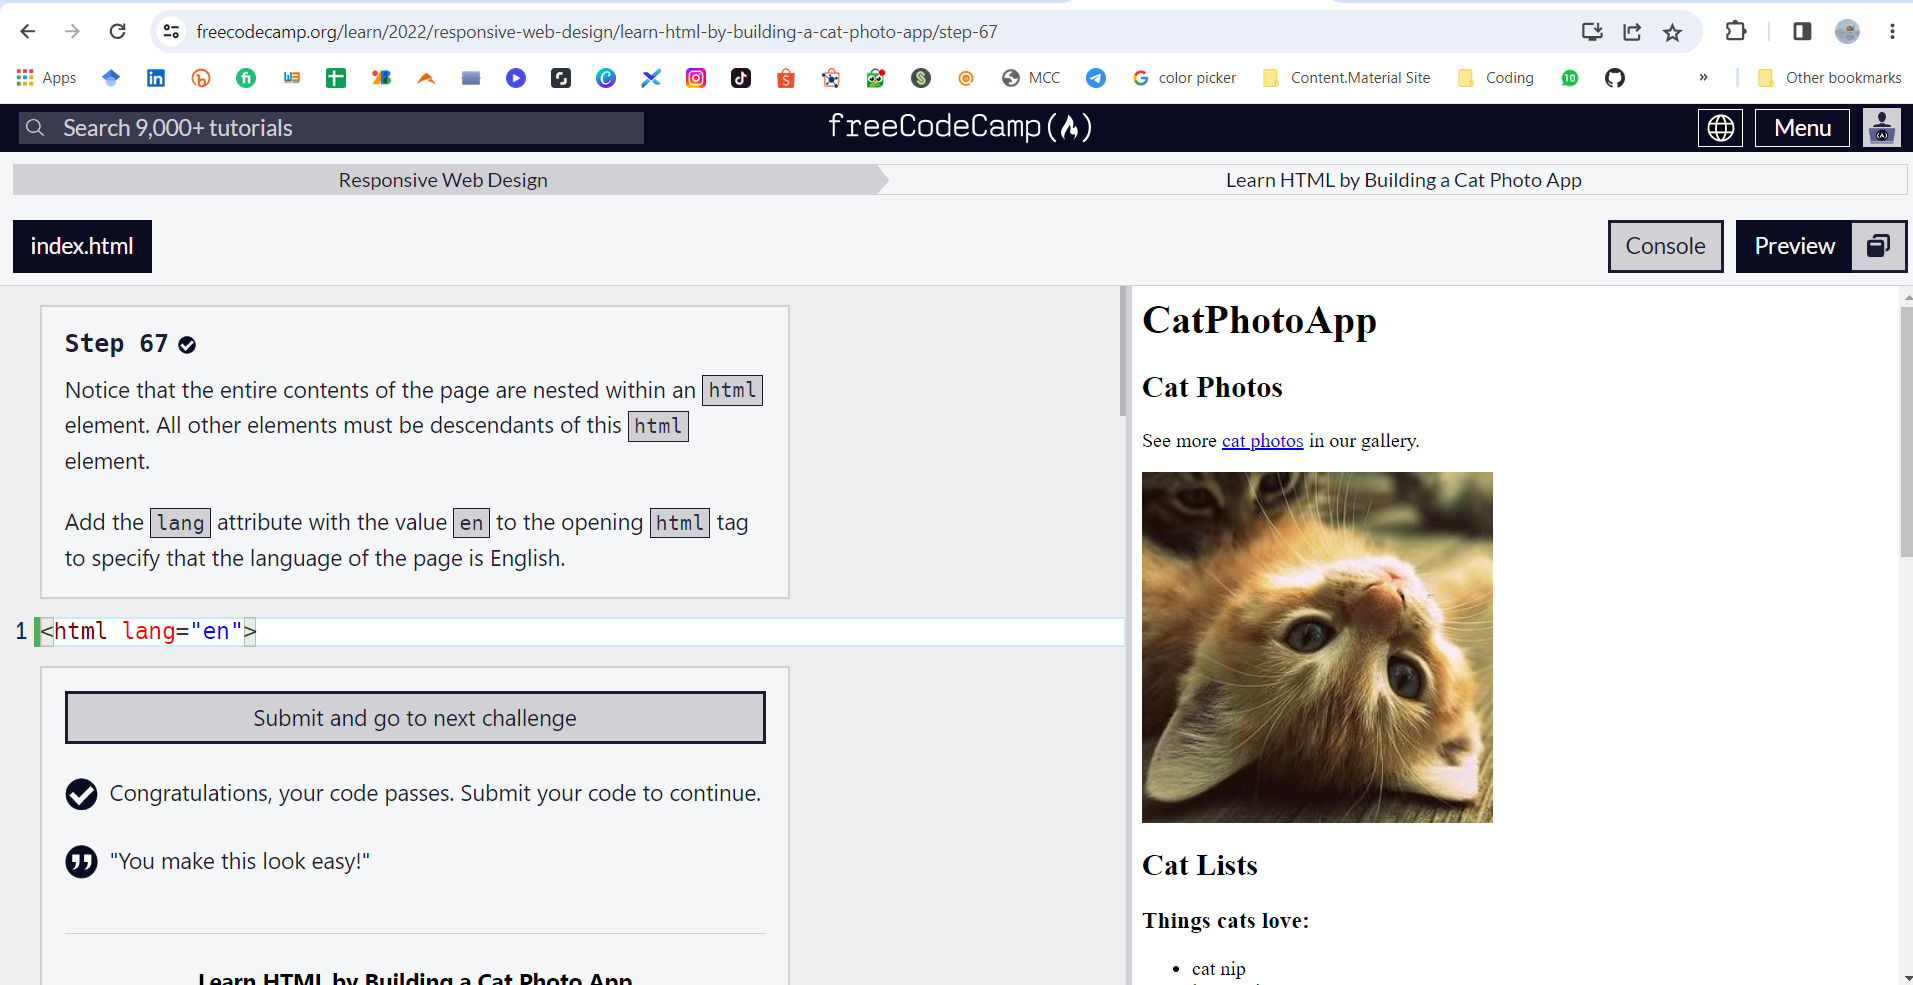 freecodecamp.org/learn/2022/responsive-web-design/learn-html-by-building-a-cat-photo-app/step-67
Apps
MCC
color picker
Content.Material Site
Coding
10
»
Other bookmarks
Search 9,000+ tutorials
freeCodeCamp
Menu
Responsive Web Design
Learn HTML by Building a Cat Photo App
index.html
Console
Preview
Step 67
Notice that the entire contents of the page are nested within an html
element. All other elements must be descendants of this html
element.
Add the lang attribute with the value en to the opening html tag
to specify that the language of the page is English.
1 <html lang="en">
Submit and go to next challenge
Congratulations, your code passes. Submit your code to continue.
"You make this look easy!"
Learn HTML by Building a Cat Photo App
CatPhotoApp
Cat Photos
See more cat photos in our gallery.
Cat Lists
Things cats love:
• cat nip